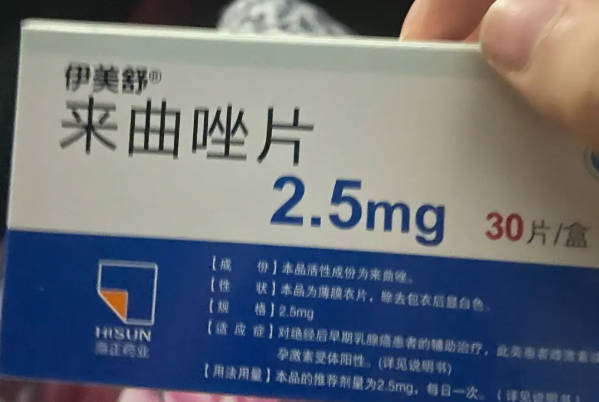 伊美舒®
来曲唑片
2.5mg 30片/盒
【成 份】本品活性成份为来曲唑。
【性 状】本品为薄膜衣片，除去包衣后显白色。
【规 格】2.5mg
【适应症】对绝经后早期乳腺癌患者的辅助治疗，此类患者雌激素或
孕激素受体阳性。(详见说明书)
【用法用量】本品的推荐剂量为2.5mg，每日一次。(详见说明书)
HISUN
海正药业